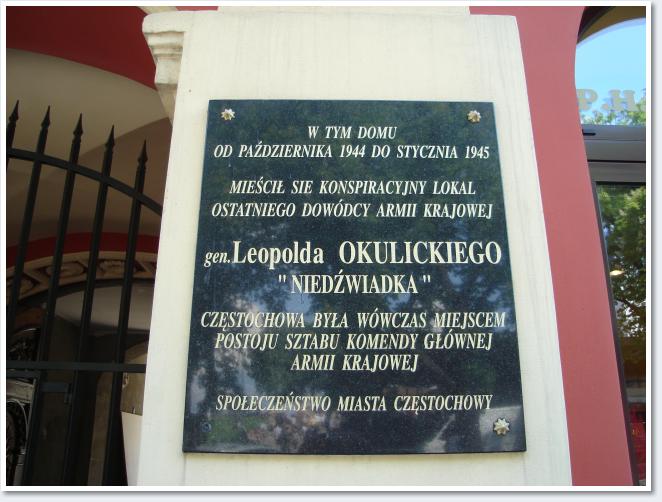 W TYM DOMU
OD PAŹDZIERNIKA 1944 DO STYCZNIA 1945
MIEŚCIŁ SIE KONSPIRACYJNY LOKAL
OSTATNIEGO DOWÓDCY ARMII KRAJOWEJ
gen. Leopolda OKULICKIEGO
"NIEDŹWIADKA"
CZĘSTOCHOWA BYŁA WÓWCZAS MIEJSCEM
POSTOJU SZTABU KOMENDY GŁÓWNEJ
ARMII KRAJOWEJ
SPOŁECZEŃSTWO MIASTA CZĘSTOCHOWY